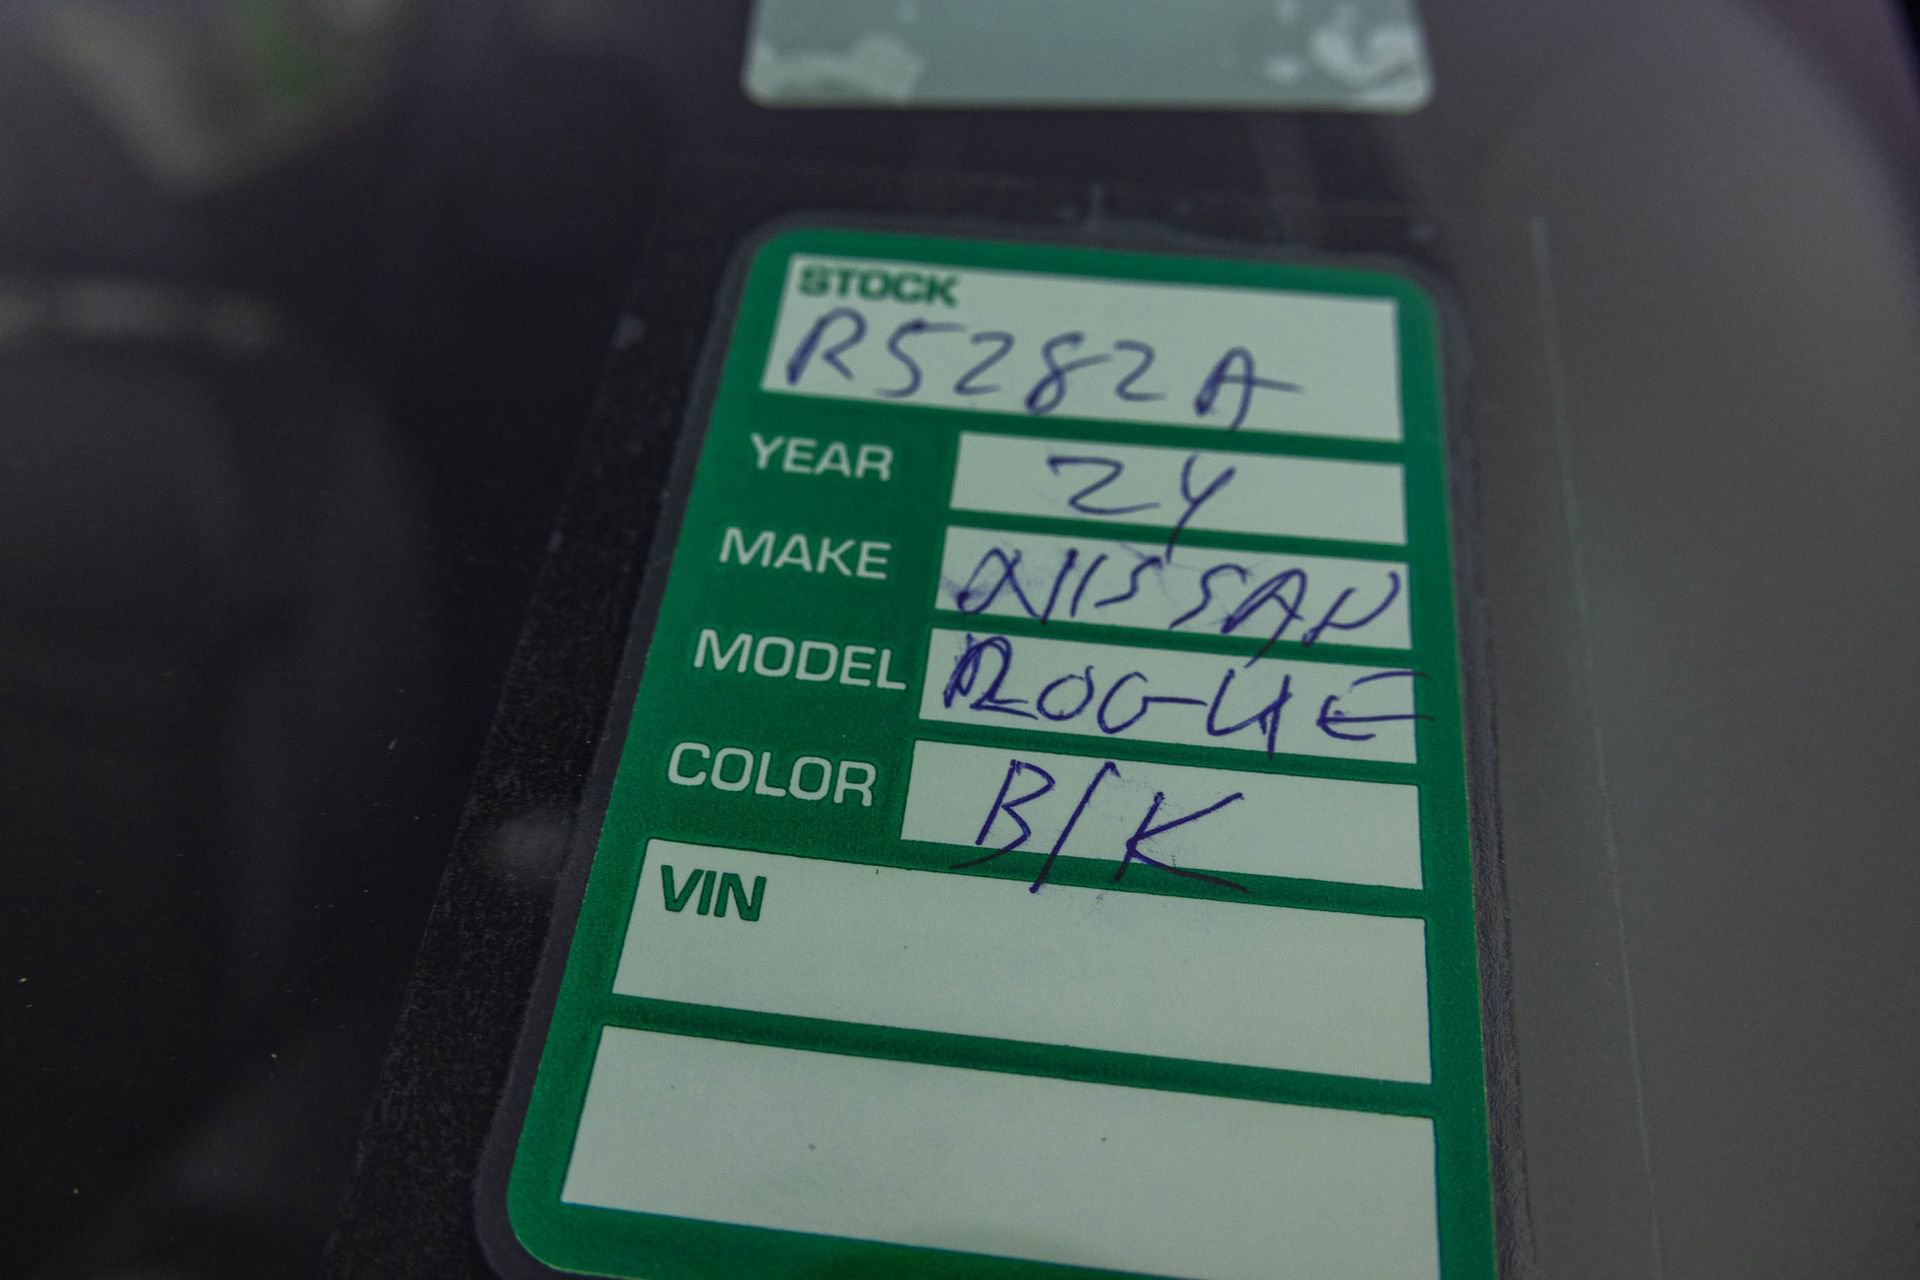 STOCK
R5282A
YEAR 24
MAKE NISSAN
MODEL ROGUE
COLOR B/K
VIN